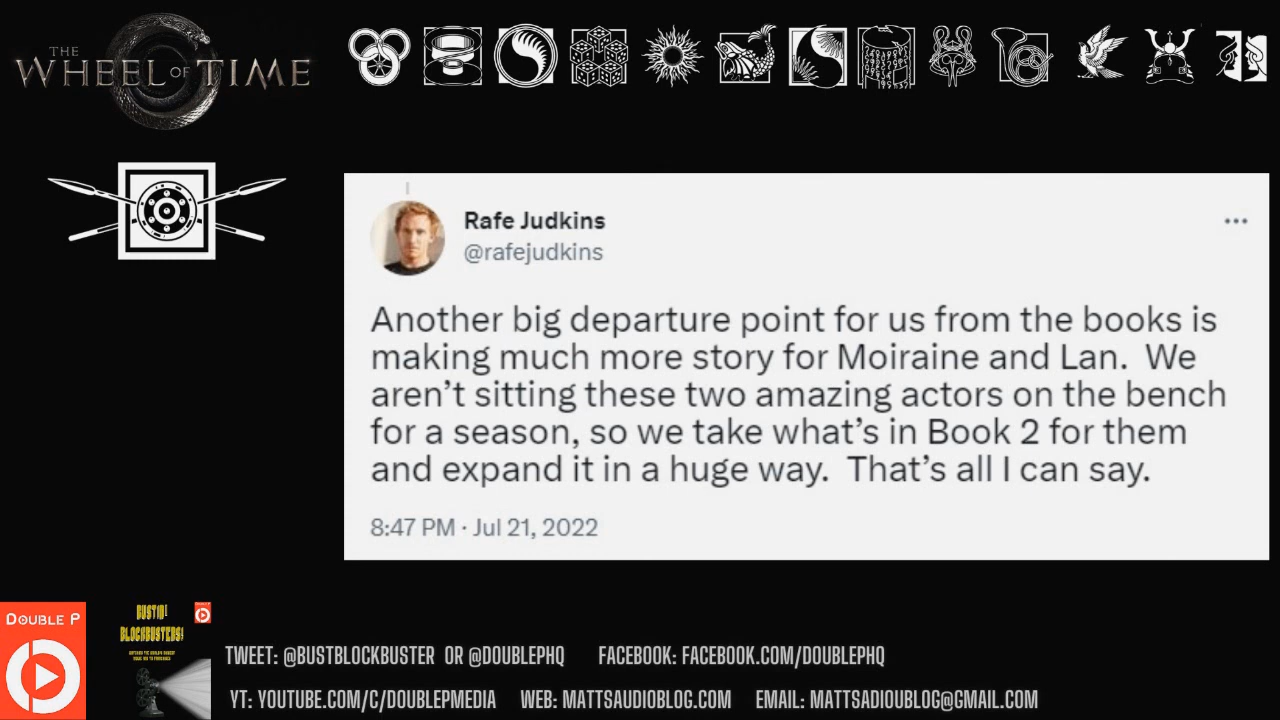 THE
WHEEL OF TIME
Rafe Judkins
@rafejudkins
Another big departure point for us from the books is
making much more story for Moiraine and Lan. We
aren't sitting these two amazing actors on the bench
for a season, so we take what's in Book 2 for them
and expand it in a huge way. That's all I can say.
8:47 PM · Jul 21, 2022
DOUBLE P
BUSTIN!
BLOCKBUSTERS!
TWEET: @BUSTBLOCKBUSTER OR @DOUBLEPHQ FACEBOOK: FACEBOOK.COM/DOUBLEPHQ
YT: YOUTUBE.COM/C/DOUBLEPMEDIA WEB: MATTSAUDIOBLOG.COM EMAIL: MATTSADIOUBLOG@GMAIL.COM